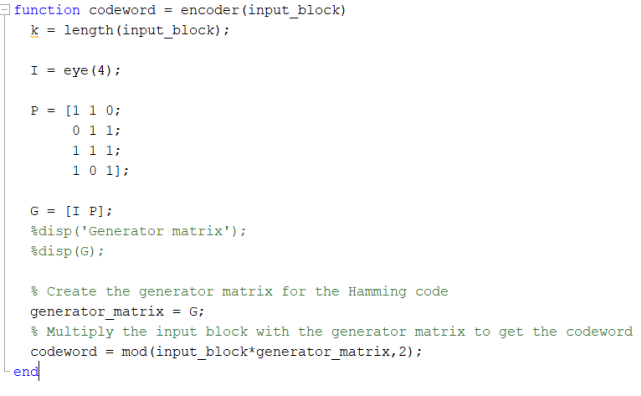 function codeword = encoder(input_block)
k = length(input_block);
I = eye(4);
P = [1 1 0;
0 1 1;
1 1 1;
1 0 1];
G = [I P];
%disp('Generator matrix');
%disp(G);
% Create the generator matrix for the Hamming code
generator_matrix = G;
% Multiply the input block with the generator matrix to get the codeword
codeword = mod(input_block*generator_matrix,2);
end